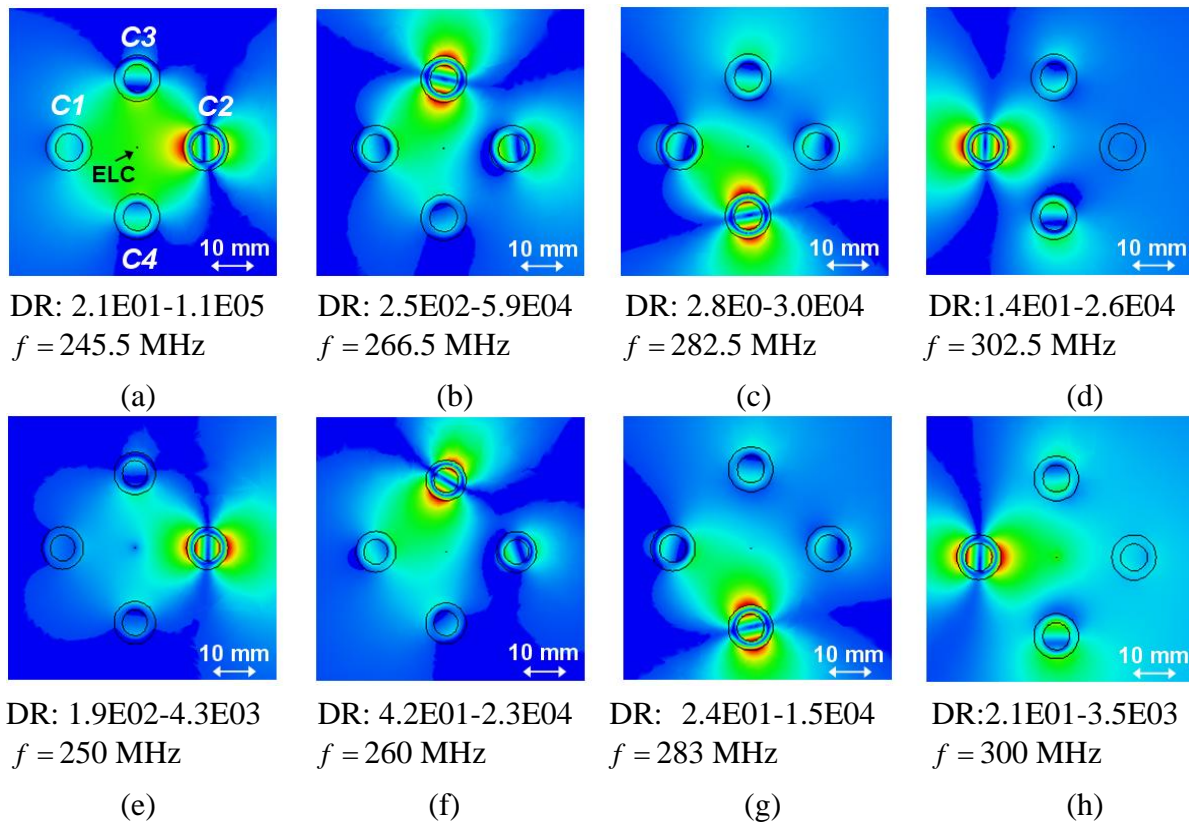 C3
C1
C2
ELC
C4
10 mm
10 mm
10 mm
10 mm
DR: 2.1E01-1.1E05
DR: 2.5E02-5.9E04
DR: 2.8E0-3.0E04
DR:1.4E01-2.6E04
f = 245.5 MHz
f = 266.5 MHz
f = 282.5 MHz
f = 302.5 MHz
(a)
(b)
(c)
(d)
10 mm
10 mm
10 mm
10 mm
DR: 1.9E02-4.3E03
DR: 4.2E01-2.3E04
DR: 2.4E01-1.5E04
DR:2.1E01-3.5E03
f = 250 MHz
f = 260 MHz
f = 283 MHz
f = 300 MHz
(e)
(f)
(g)
(h)